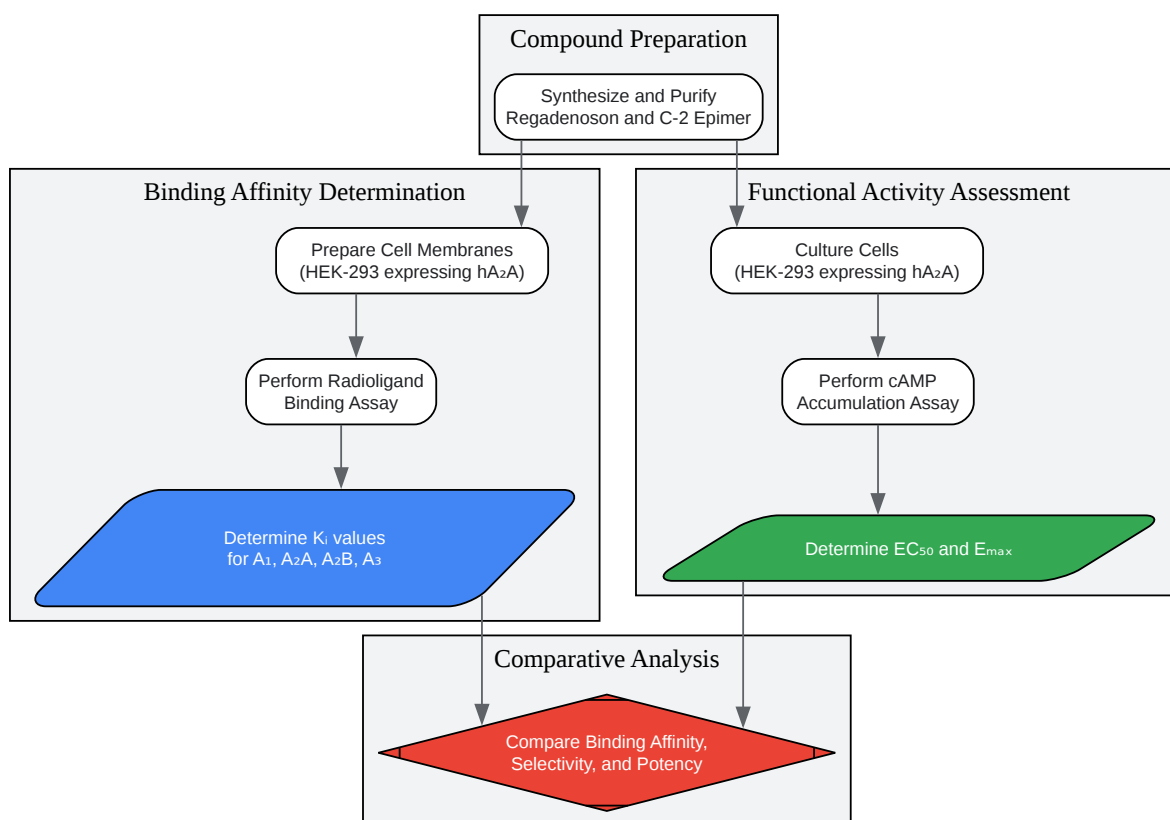 Compound Preparation
Synthesize and Purify
Regadenoson and C-2 Epimer
Binding Affinity Determination
Prepare Cell Membranes
(HEK-293 expressing hA₂A)
Perform Radioligand
Binding Assay
Determine Kᵢ values
for A₁, A₂A, A₂B, A₃
Functional Activity Assessment
Culture Cells
(HEK-293 expressing hA₂A)
Perform cAMP
Accumulation Assay
Determine EC₅₀ and Eₘₐₓ
Comparative Analysis
Compare Binding Affinity,
Selectivity, and Potency